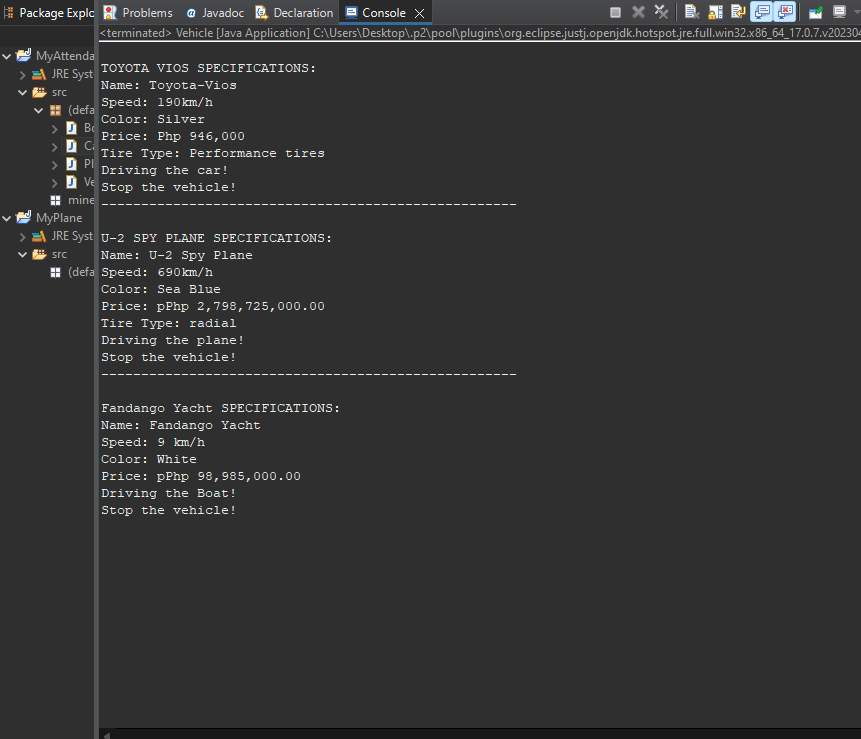 Package Explo
Problems
Javadoc
Declaration
Console
<terminated> Vehicle [Java Application] C:\Users\Desktop\.p2\pool\plugins\org.eclipse.justj.openjdk.hotspot.jre.full.win32.x86_64_17.0.7.v202304
MyAttenda
JRE Syst
src
(defa
Bo
Ca
Pl
Ve
mine
MyPlane
JRE Syst
src
(defa
TOYOTA VIOS SPECIFICATIONS:
Name: Toyota-Vios
Speed: 190km/h
Color: Silver
Price: Php 946,000
Tire Type: Performance tires
Driving the car!
Stop the vehicle!
----------------------------------------------------
U-2 SPY PLANE SPECIFICATIONS:
Name: U-2 Spy Plane
Speed: 690km/h
Color: Sea Blue
Price: pPhp 2,798,725,000.00
Tire Type: radial
Driving the plane!
Stop the vehicle!
----------------------------------------------------
Fandango Yacht SPECIFICATIONS:
Name: Fandango Yacht
Speed: 9 km/h
Color: White
Price: pPhp 98,985,000.00
Driving the Boat!
Stop the vehicle!